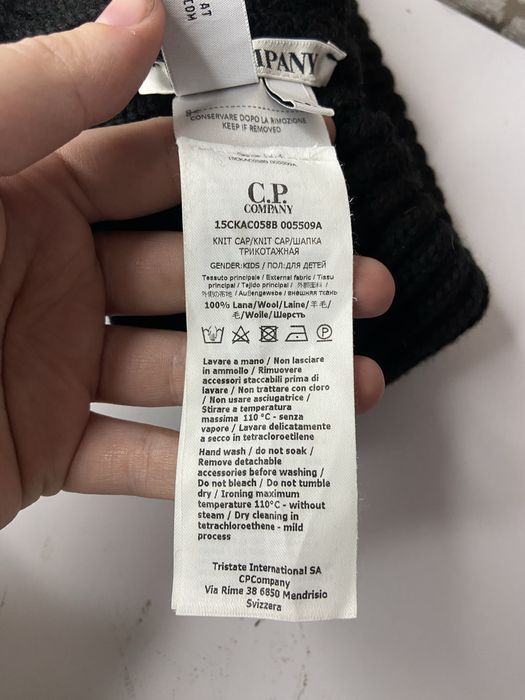 AT
MPANY
CONSERVARE DOPO LA RIMOZIONE
KEEP IF REMOVED
15CKAC058B 005509A
C.P.
COMPANY
15CKAC058B 005509A
KNIT CAP/KNIT CAP/ШАПКА
ТРИКОТАЖНАЯ
GENDER:KIDS / ПОЛ:ДЛЯ ДЕТЕЙ
Tessuto principale / External fabric / Tissu
principal / Tejido principal / 外部面料 /
外側の布地 / Außengewebe / внешняя ткань
100% Lana/Wool/Laine/羊毛/
毛/Wolle/Шерсть
Lavare a mano / Non lasciare
in ammollo / Rimuovere
accessori staccabili prima di
lavare / Non trattare con cloro
/ Non usare asciugatrice /
Stirare a temperatura
massima 110 °C - senza
vapore / Lavare delicatamente
a secco in tetracloroetilene
Hand wash / do not soak /
Remove detachable
accessories before washing /
Do not bleach / Do not tumble
dry / Ironing maximum
temperature 110°C - without
steam / Dry cleaning in
tetrachloroethene - mild
process
Tristate International SA
CPCompany
Via Rime 38 6850 Mendrisio
Svizzera